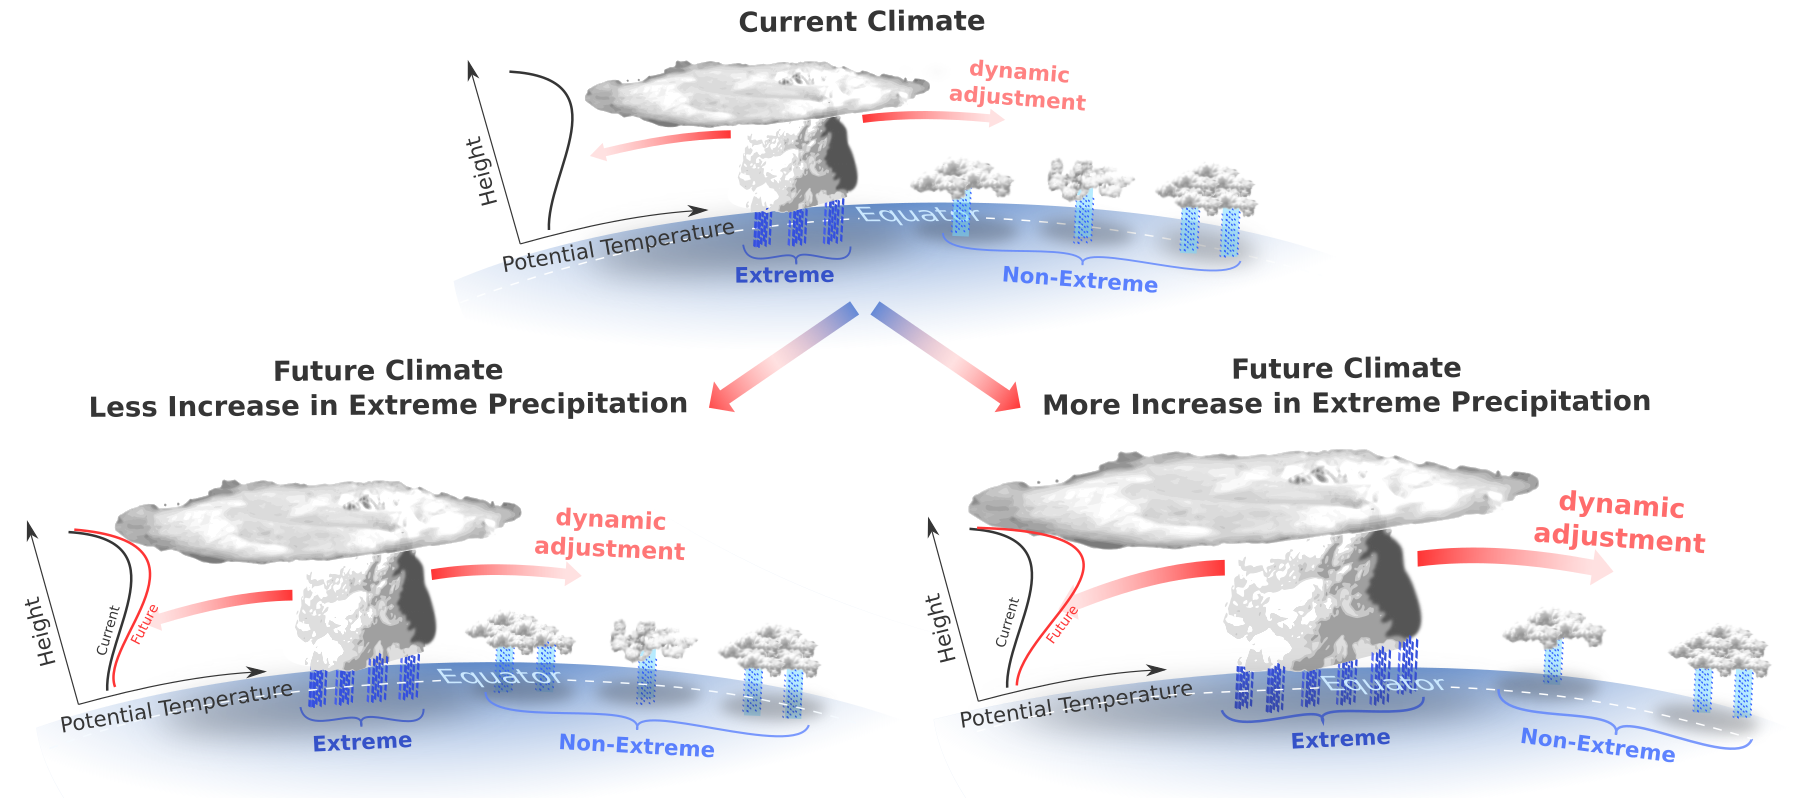 Current Climate
dynamic
adjustment
Height
Potential Temperature
Equator
Extreme
Non-Extreme
Future Climate
Less Increase in Extreme Precipitation
dynamic
adjustment
Height
Current
Future
Potential Temperature
Equator
Extreme
Non-Extreme
Future Climate
More Increase in Extreme Precipitation
dynamic
adjustment
Height
Current
Future
Potential Temperature
Equator
Extreme
Non-Extreme